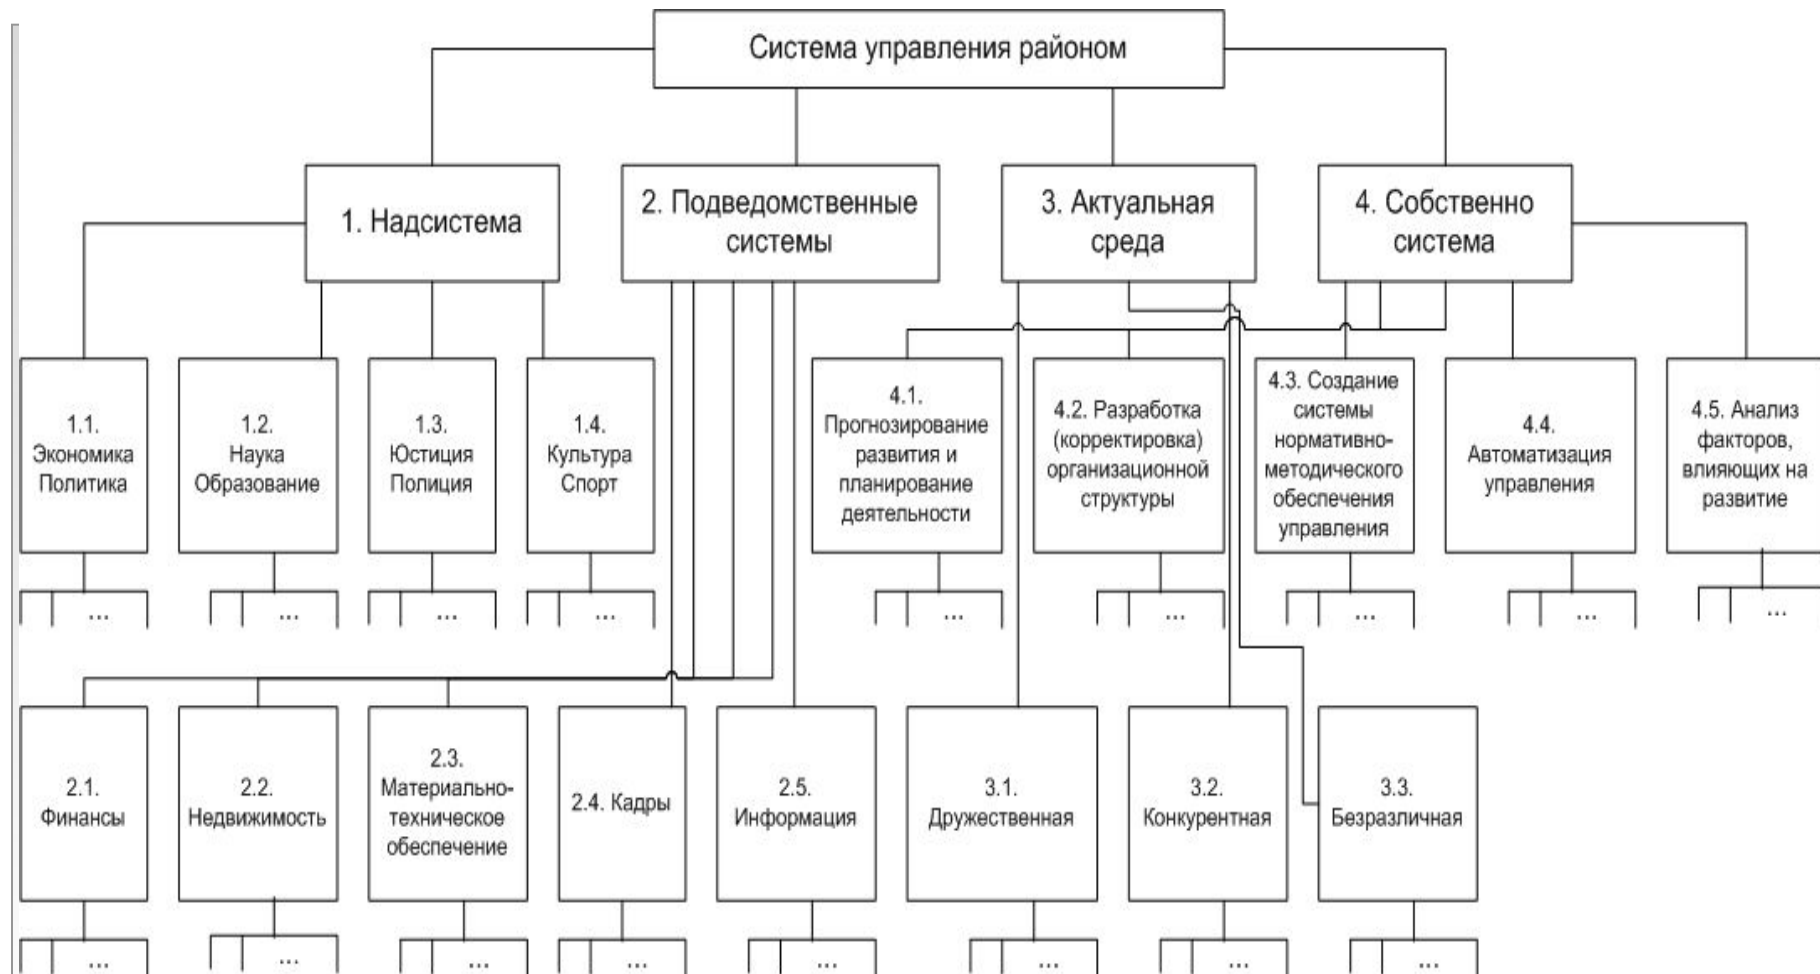 Система управления районом
1. Надсистема
2. Подведомственные
системы
3. Актуальная
среда
4. Собственно
система
1.1.
Экономика
Политика
1.2.
Наука
Образование
1.3.
Юстиция
Полиция
1.4.
Культура
Спорт
4.1.
Прогнозирование
развития и
планирование
деятельности
4.2. Разработка
(корректировка)
организационной
структуры
4.3. Создание
системы
нормативно-
методического
обеспечения
управления
4.4.
Автоматизация
управления
4.5. Анализ
факторов,
влияющих на
развитие
...
...
...
...
...
...
...
...
...
2.1.
Финансы
2.2.
Недвижимость
2.3.
Материально-
техническое
обеспечение
2.4. Кадры
2.5.
Информация
3.1.
Дружественная
3.2.
Конкурентная
3.3.
Безразличная
...
...
...
...
...
...
...
...